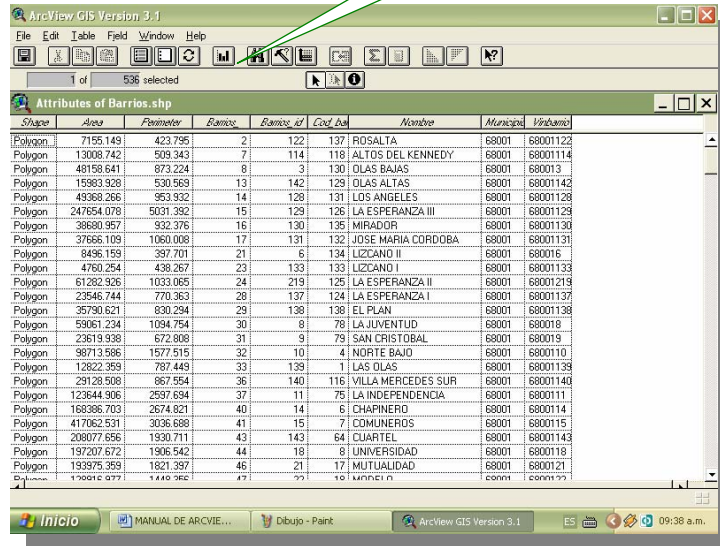 ArcView GIS Version 3.1
File Edit Table Field Window Help
1 of 536 selected
Attributes of Barrios.shp
Shape Area Perimeter Barrios_ Barrios_id Cod_bar Nombre Municipio Vinbarrio
Polygon 7155.149 423.795 2 122 137 ROSALTA 68001 68001122
Polygon 13008.742 509.343 7 114 118 ALTOS DEL KENNEDY 68001 68001114
Polygon 48158.641 873.224 8 3 130 OLAS BAJAS 68001 680013
Polygon 15983.928 530.569 13 142 129 OLAS ALTAS 68001 68001142
Polygon 49368.266 953.932 14 128 131 LOS ANGELES 68001 68001128
Polygon 247654.078 5031.392 15 129 126 LA ESPERANZA III 68001 68001129
Polygon 38680.957 932.376 16 130 135 MIRADOR 68001 68001130
Polygon 37666.109 1060.008 17 131 132 JOSE MARIA CORDOBA 68001 68001131
Polygon 8496.159 397.701 21 6 134 LIZCANO II 68001 680016
Polygon 4760.254 438.267 23 133 133 LIZCANO I 68001 68001133
Polygon 61282.926 1033.065 24 219 125 LA ESPERANZA II 68001 68001219
Polygon 23546.744 770.363 28 137 124 LA ESPERANZA I 68001 68001137
Polygon 35790.621 830.294 29 138 138 EL PLAN 68001 68001138
Polygon 59061.234 1094.754 30 8 78 LA JUVENTUD 68001 680018
Polygon 23619.938 672.808 31 9 79 SAN CRISTOBAL 68001 680019
Polygon 98713.586 1577.515 32 10 4 NORTE BAJO 68001 6800110
Polygon 12822.359 787.449 33 139 1 LAS OLAS 68001 68001139
Polygon 29128.508 867.554 36 140 116 VILLA MERCEDES SUR 68001 68001140
Polygon 123644.906 2597.694 37 11 75 LA INDEPENDENCIA 68001 6800111
Polygon 168386.703 2674.821 40 14 6 CHAPINERO 68001 6800114
Polygon 417062.531 3036.688 41 15 7 COMUNEROS 68001 6800115
Polygon 208077.656 1930.711 43 143 64 CUARTEL 68001 68001143
Polygon 197207.672 1906.542 44 18 8 UNIVERSIDAD 68001 6800118
Polygon 193975.359 1821.397 46 21 17 MUTUALIDAD 68001 6800121
Polygon 47 MODELO 68001
Inicio MANUAL DE ARCVIE... Dibujo - Paint ArcView GIS Version 3.1 ES 09:38 a.m.